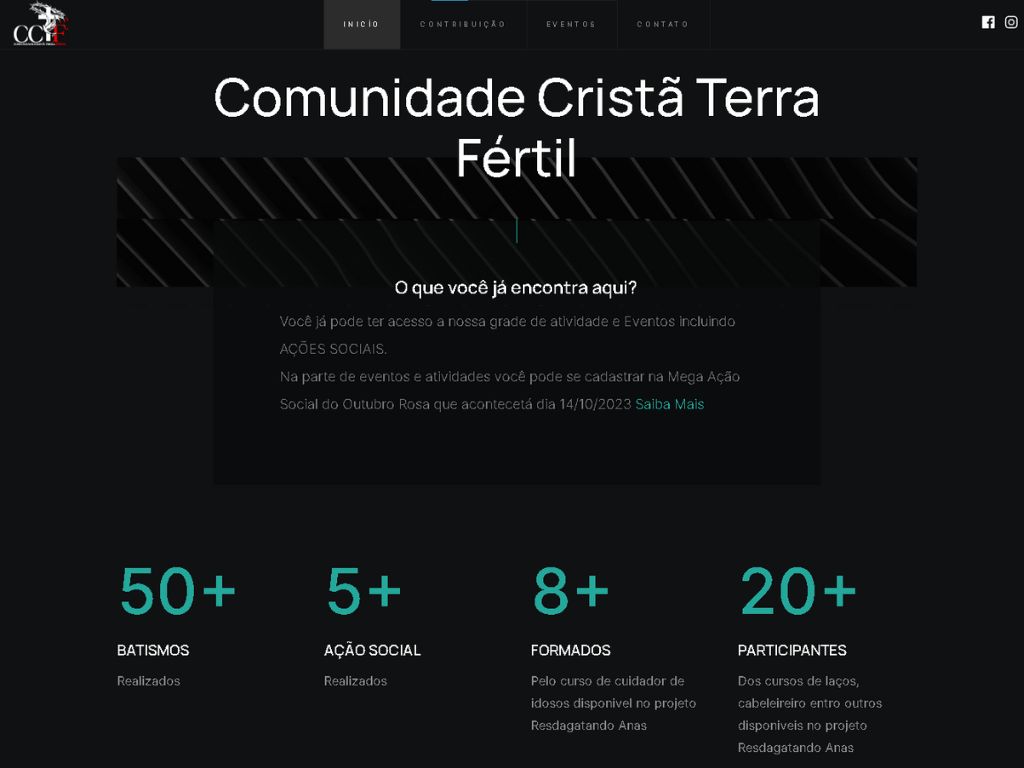 CCTF
INICÍO
CONTRIBUIÇÃO
EVENTOS
CONTATO
Comunidade Cristã Terra
Fértil
O que você já encontra aqui?
Você já pode ter acesso a nossa grade de atividade e Eventos incluindo
AÇÕES SOCIAIS.
Na parte de eventos e atividades você pode se cadastrar na Mega Ação
Social do Outubro Rosa que acontecetá dia 14/10/2023 Saiba Mais
50+
BATISMOS
Realizados
5+
AÇÃO SOCIAL
Realizados
8+
FORMADOS
Pelo curso de cuidador de
idosos disponivel no projeto
Resdagatando Anas
20+
PARTICIPANTES
Dos cursos de laços,
cabeleireiro entro outros
disponiveis no projeto
Resdagatando Anas